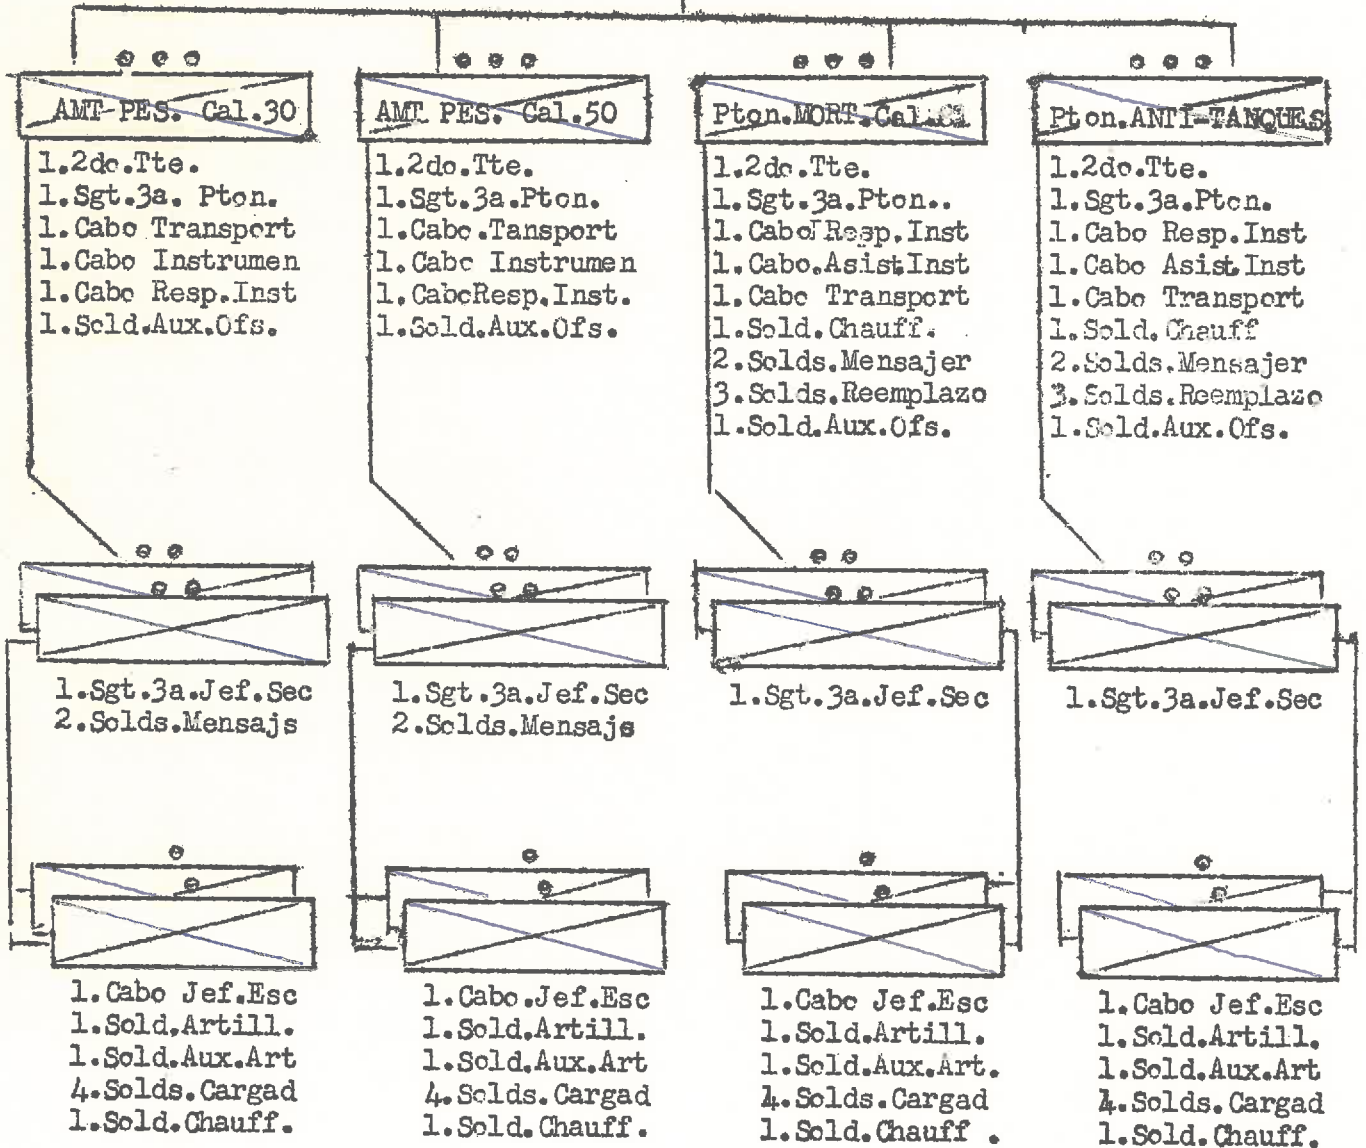 AMT-PES. Cal.30
1.2do.Tte.
1.Sgt.3a. Pton.
1.Cabo Transport
1.Cabo Instrumen
1.Cabo Resp.Inst
1.Sold.Aux.Ofs.
1.Sgt.3a.Jef.Sec
2.Solds.Mensajs
1.Cabo Jef.Esc
1.Sold.Artill.
1.Sold.Aux.Art
4.Solds.Cargad
1.Sold.Chauff.
AMT PES. Cal.50
1.2do.Tte.
1.Sgt.3a.Pton.
1.Cabo.Tansport
1.Cabo Instrumen
1.CaboResp.Inst.
1.Sold.Aux.Ofs.
1.Sgt.3a.Jef.Sec
2.Solds.Mensajs
1.Cabo.Jef.Esc
1.Sold.Artill.
1.Sold.Aux.Art
4.Solds.Cargad
1.Sold.Chauff.
Pton.MORT.Cal.
1.2do.Tte.
1.Sgt.3a.Pton..
1.Cabo Resp.Inst
1.Cabo.Asist.Inst
1.Cabo Transport
1.Sold.Chauff.
2.Solds.Mensajer
3.Solds.Reemplazo
1.Sold.Aux.Ofs.
1.Sgt.3a.Jef.Sec
1.Cabo Jef.Esc
1.Sold.Artill.
1.Sold.Aux.Art.
4.Solds.Cargad
1.Sold.Chauff .
Pton.ANTI-TANQUES
1.2do.Tte.
1.Sgt.3a.Pton.
1.Cabo Resp.Inst
1.Cabo Asist.Inst
1.Cabo Transport
1.Sold.Chauff
2.Solds.Mensajer
3.Solds.Reemplazo
1.Sold.Aux.Ofs.
1.Sgt.3a.Jef.Sec
1.Cabo Jef.Esc
1.Sold.Artill.
1.Sold.Aux.Art
4.Solds.Cargad
1.Sold.Chauff.